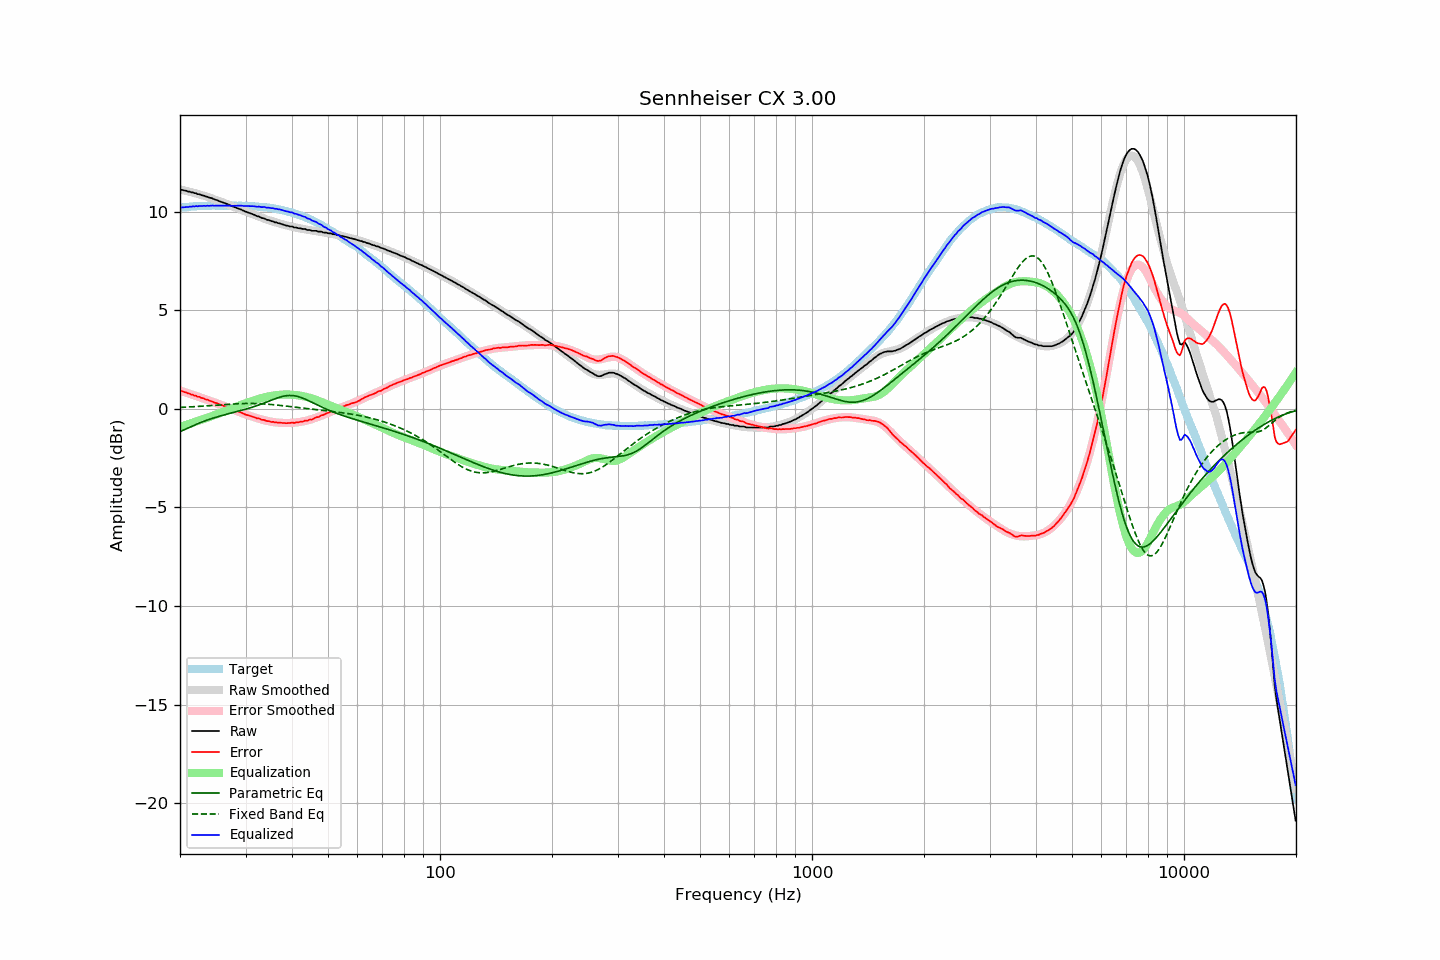 Sennheiser CX 3.00
Amplitude (dBr)
10
5
0
−5
−10
−15
−20
Target
Raw Smoothed
Error Smoothed
Raw
Error
Equalization
Parametric Eq
Fixed Band Eq
Equalized
100
1000
10000
Frequency (Hz)